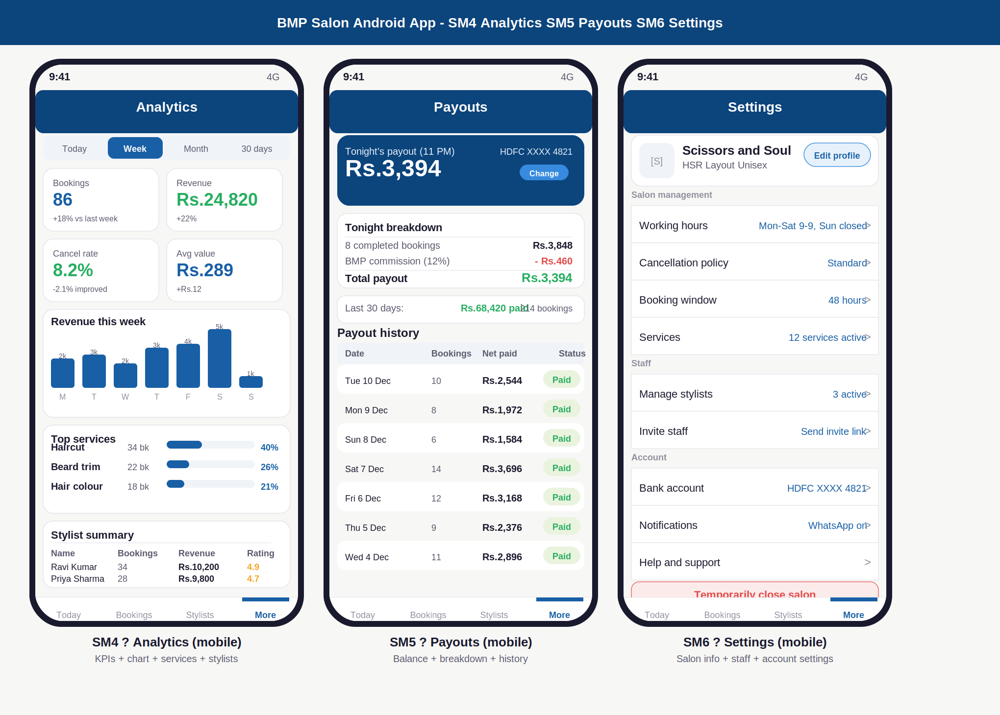 BMP Salon Android App - SM4 Analytics SM5 Payouts SM6 Settings
9:41 4G
Analytics
Today Week Month 30 days
Bookings Revenue
86 Rs.24,820
+18% vs last week +22%
Cancel rate Avg value
8.2% Rs.289
-2.1% improved +Rs.12
Revenue this week
2k 3k 2k 3k 4k 5k 1k
M T W T F S S
Top services
Haircut 34 bk 40%
Beard trim 22 bk 26%
Hair colour 18 bk 21%
Stylist summary
Name Bookings Revenue Rating
Ravi Kumar 34 Rs.10,200 4.9
Priya Sharma 28 Rs.9,800 4.7
Today Bookings Stylists More
SM4 ? Analytics (mobile)
KPIs + chart + services + stylists
9:41 4G
Payouts
Tonight's payout (11 PM) HDFC XXXX 4821
Rs.3,394 Change
Tonight breakdown
8 completed bookings Rs.3,848
BMP commission (12%) - Rs.460
Total payout Rs.3,394
Last 30 days: Rs.68,420 paid 214 bookings
Payout history
Date Bookings Net paid Status
Tue 10 Dec 10 Rs.2,544 Paid
Mon 9 Dec 8 Rs.1,972 Paid
Sun 8 Dec 6 Rs.1,584 Paid
Sat 7 Dec 14 Rs.3,696 Paid
Fri 6 Dec 12 Rs.3,168 Paid
Thu 5 Dec 9 Rs.2,376 Paid
Wed 4 Dec 11 Rs.2,896 Paid
Today Bookings Stylists More
SM5 ? Payouts (mobile)
Balance + breakdown + history
9:41 4G
Settings
[S] Scissors and Soul Edit profile
HSR Layout Unisex
Salon management
Working hours Mon-Sat 9-9, Sun closed >
Cancellation policy Standard >
Booking window 48 hours >
Services 12 services active >
Staff
Manage stylists 3 active >
Invite staff Send invite link >
Account
Bank account HDFC XXXX 4821 >
Notifications WhatsApp on >
Help and support >
Temporarily close salon
Today Bookings Stylists More
SM6 ? Settings (mobile)
Salon info + staff + account settings